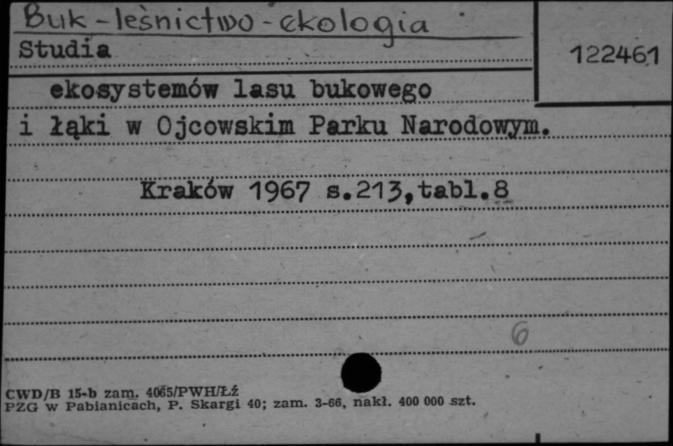 Buk - leśnictwo - ekologia
Studia
122461
ekosystemów lasu bukowego
i łąki w Ojcowskim Parku Narodowym.
Kraków 1967 s.213,tabl.8
6
CWD/B 15-b zam. 4065/PWH/Łź
PZG w Pabianicach, P. Skargi 40; zam. 3-66, nakł. 400 000 szt.